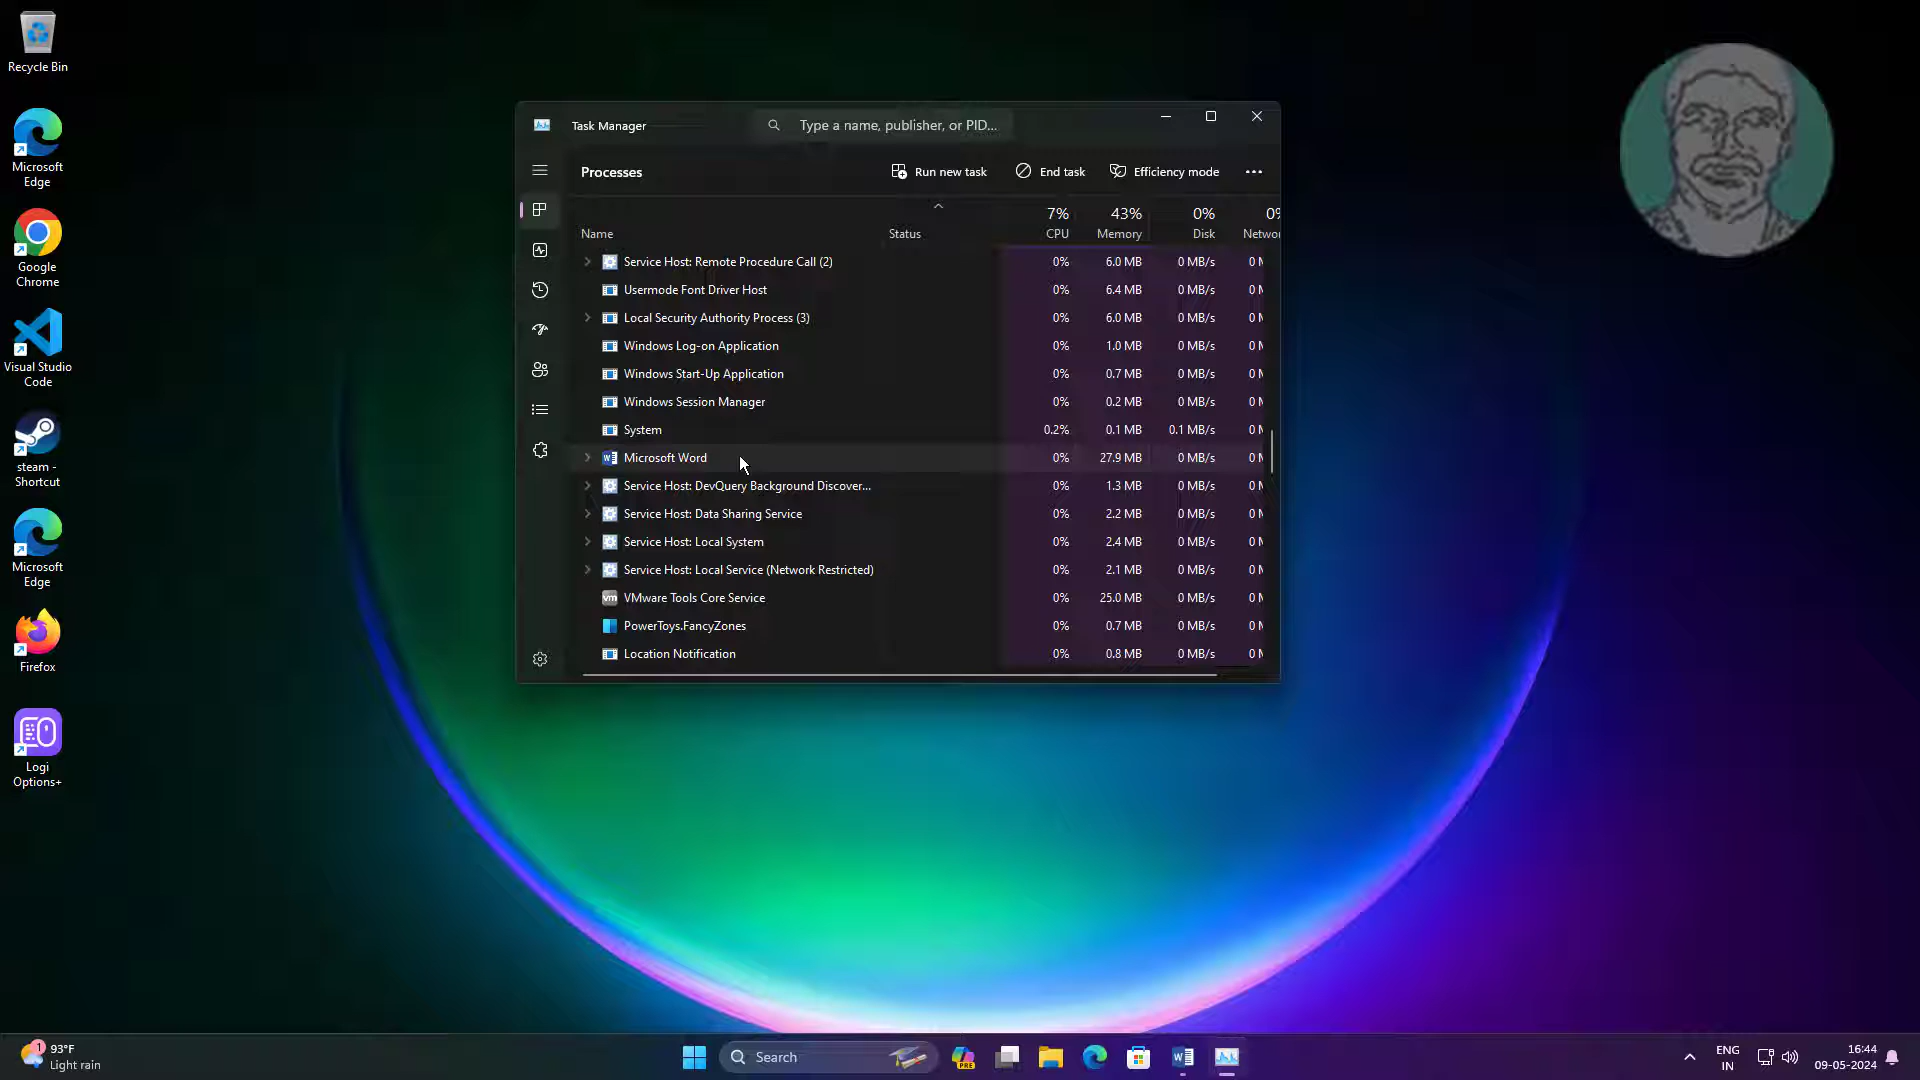 Recycle Bin
Microsoft
Edge
Google
Chrome
Visual Studio
Code
steam -
Shortcut
Microsoft
Edge
Firefox
Logi
Options+
Task Manager
Type a name, publisher, or PID...
Processes
Run new task
End task
Efficiency mode
7% 43% 0% 0%
Name Status CPU Memory Disk Netwo
Service Host: Remote Procedure Call (2) 0% 6.0 MB 0 MB/s 0 M
Usermode Font Driver Host 0% 6.4 MB 0 MB/s 0 M
Local Security Authority Process (3) 0% 6.0 MB 0 MB/s 0 M
Windows Log-on Application 0% 1.0 MB 0 MB/s 0 M
Windows Start-Up Application 0% 0.7 MB 0 MB/s 0 M
Windows Session Manager 0% 0.2 MB 0 MB/s 0 M
System 0.2% 0.1 MB 0.1 MB/s 0 M
Microsoft Word 0% 27.9 MB 0 MB/s 0 M
Service Host: DevQuery Background Discover... 0% 1.3 MB 0 MB/s 0 M
Service Host: Data Sharing Service 0% 2.2 MB 0 MB/s 0 M
Service Host: Local System 0% 2.4 MB 0 MB/s 0 M
Service Host: Local Service (Network Restricted) 0% 2.1 MB 0 MB/s 0 M
VMware Tools Core Service 0% 25.0 MB 0 MB/s 0 M
PowerToys.FancyZones 0% 0.7 MB 0 MB/s 0 M
Location Notification 0% 0.8 MB 0 MB/s 0 M
1
93°F
Light rain
Search
PRE
ENG
IN
16:44
09-05-2024